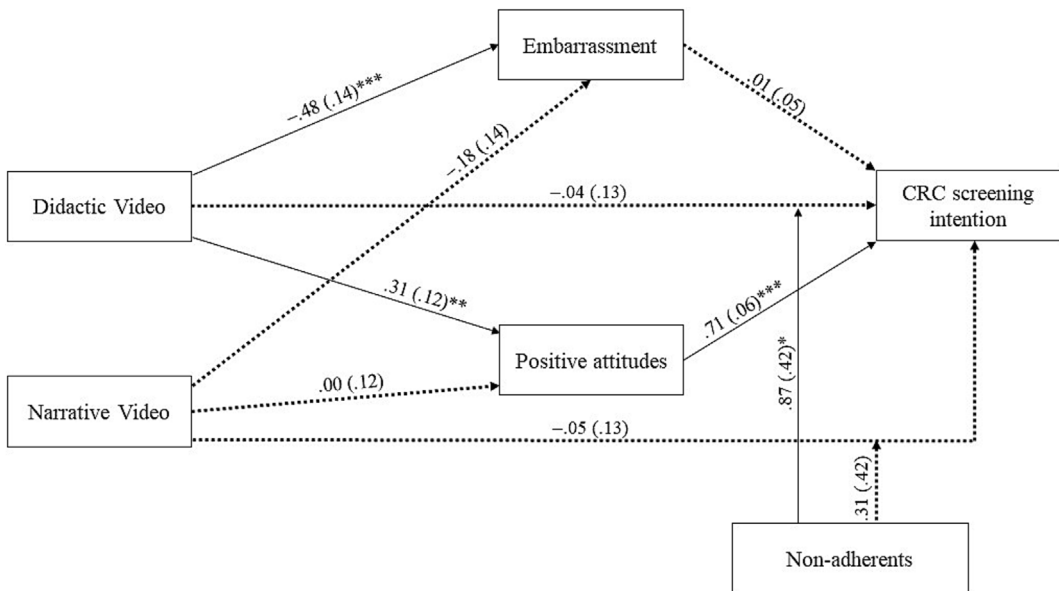 Embarrassment
−.48 (.14)***
.01 (.05)
−.18 (.14)
Didactic Video
−.04 (.13)
CRC screening
intention
.31 (.12)**
.71 (.06)***
Positive attitudes
.87 (.42)*
.00 (.12)
Narrative Video
−.05 (.13)
.31 (.42)
Non-adherents